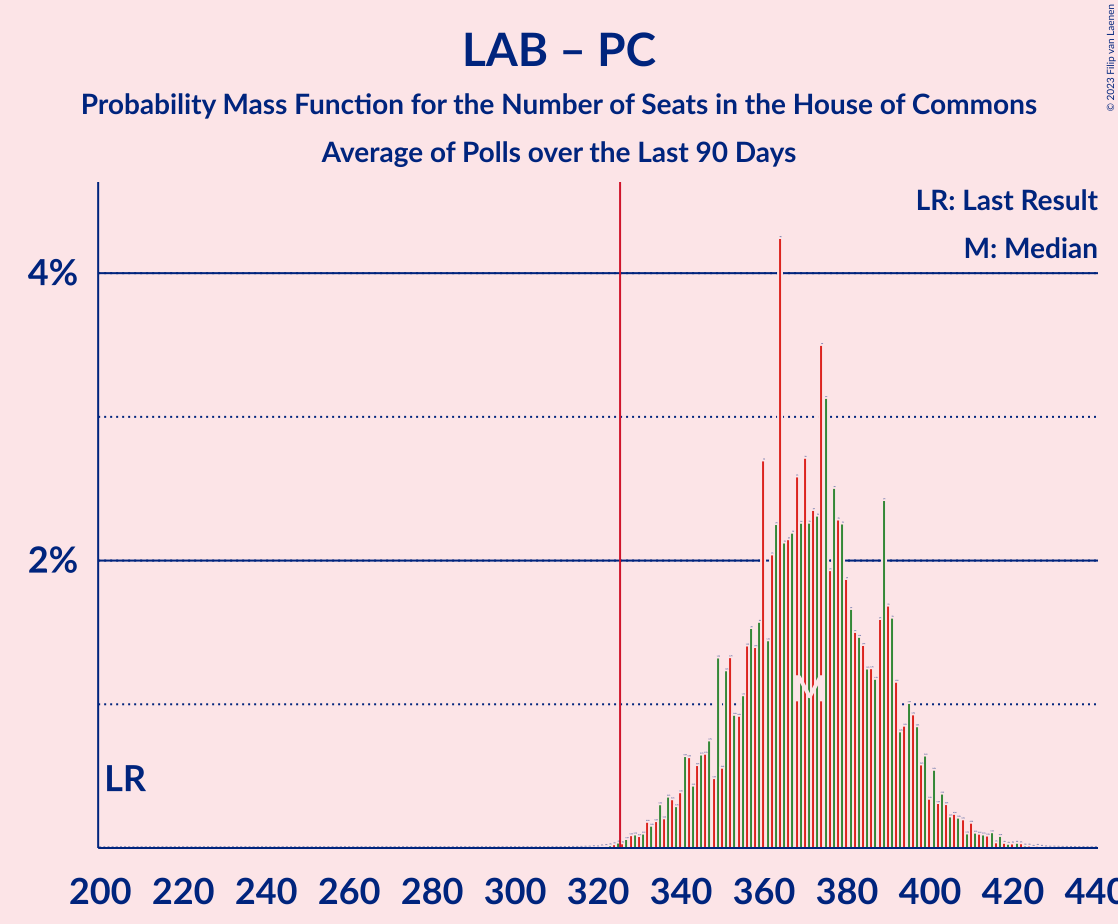 LAB – PC
Probability Mass Function for the Number of Seats in the House of Commons
Average of Polls over the Last 90 Days
© 2023 Filip van Laenen
LR: Last Result
M: Median
4%
2%
M
LR
200 220 240 260 280 300 320 340 360 380 400 420 440